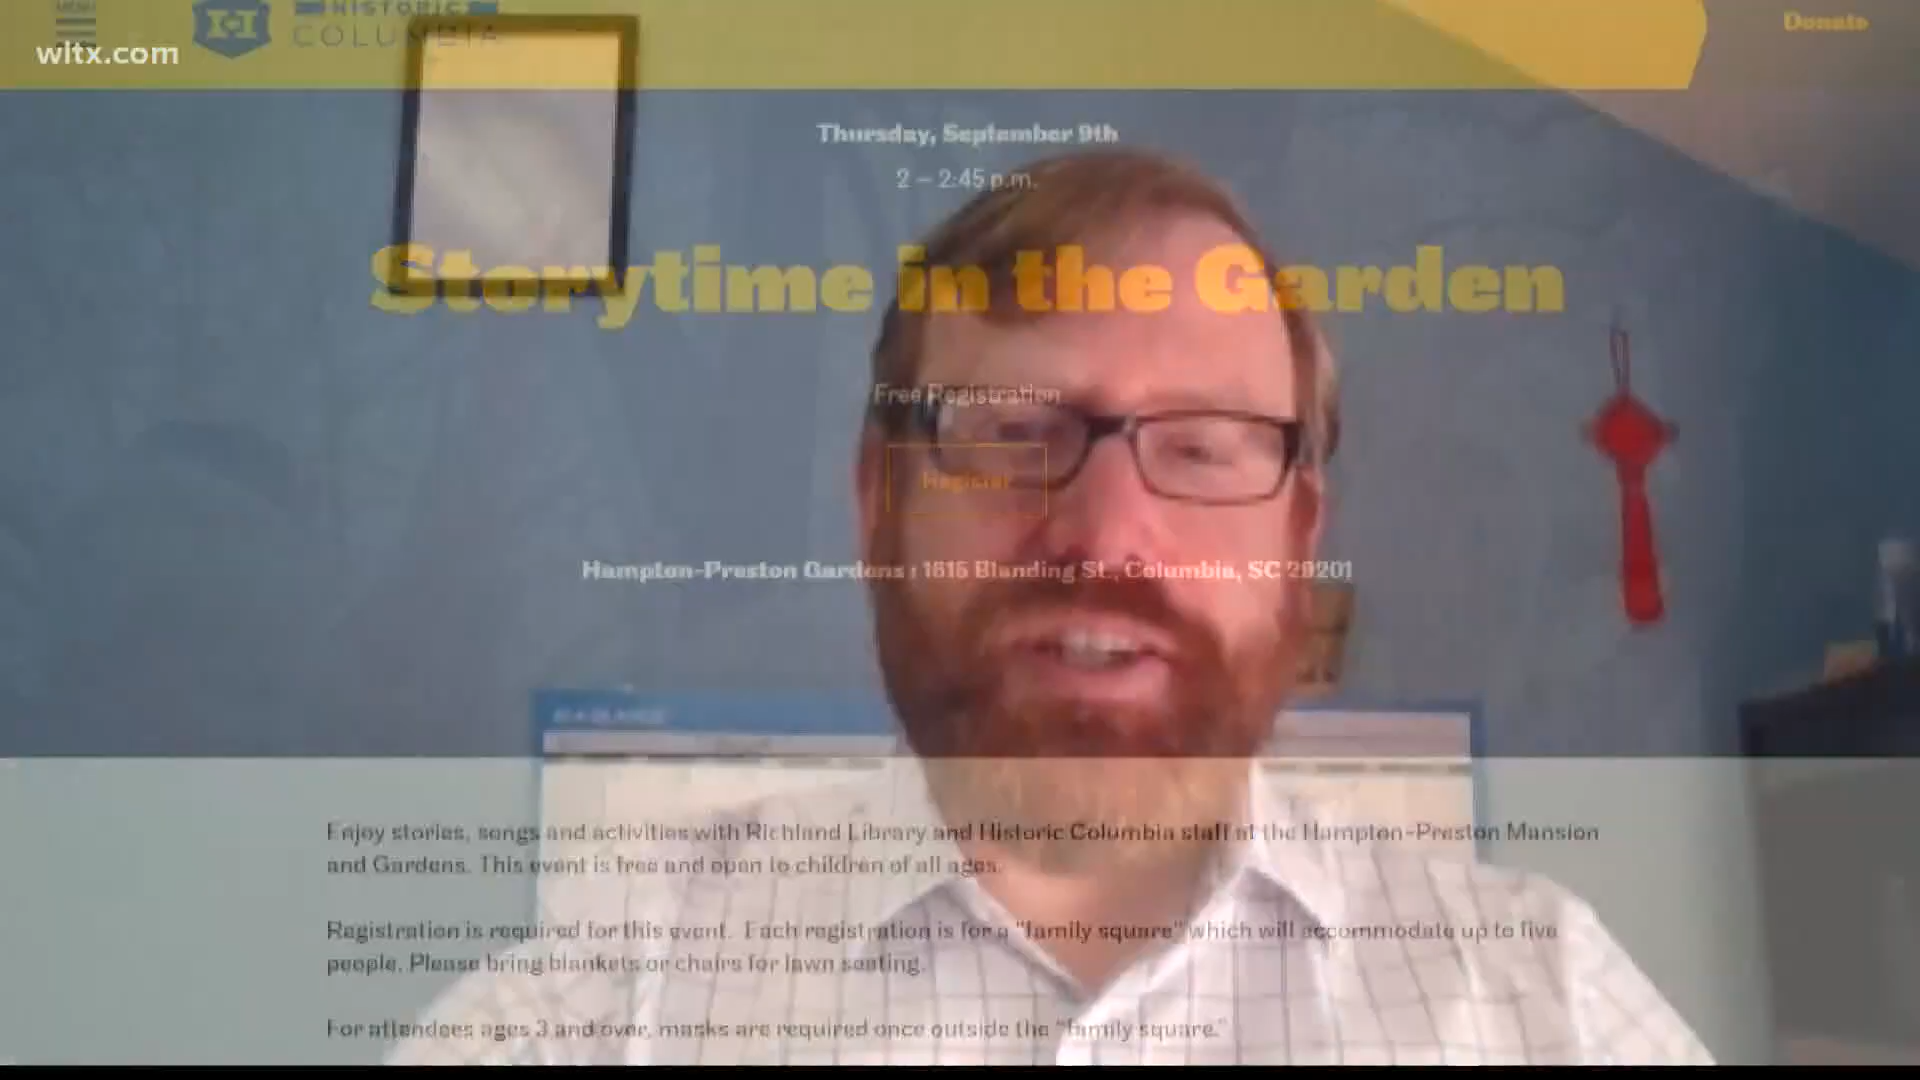 MENU
HISTORIC
COLUMBIA
Donate
wltx.com
Thursday, September 9th
2 – 2:45 p.m.
Storytime in the Garden
Free Registration
Register
Hampton-Preston Gardens | 1615 Blanding St., Columbia, SC 29201
Enjoy stories, songs and activities with Richland Library and Historic Columbia staff at the Hampton-Preston Mansion
and Gardens. This event is free and open to children of all ages.
Registration is required for this event. Each registration is for a "family square" which will accommodate up to five
people. Please bring blankets or chairs for lawn seating.
For attendees ages 3 and over, masks are required once outside the "family square."